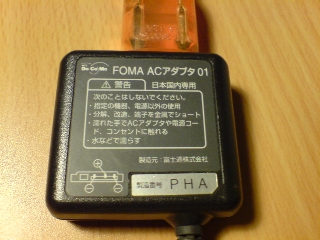 DoCoMo
FOMA ACアダプタ 01
⚠ 警告 日本国内専用
次のことはしないでください。
・指定の機器、電源以外の使用
・分解、改造、端子を金属でショート
・濡れた手でACアダプタや電源コー
ド、コンセントに触れる
・水などで濡らす
製造元：富士通株式会社
製造番号 PHA